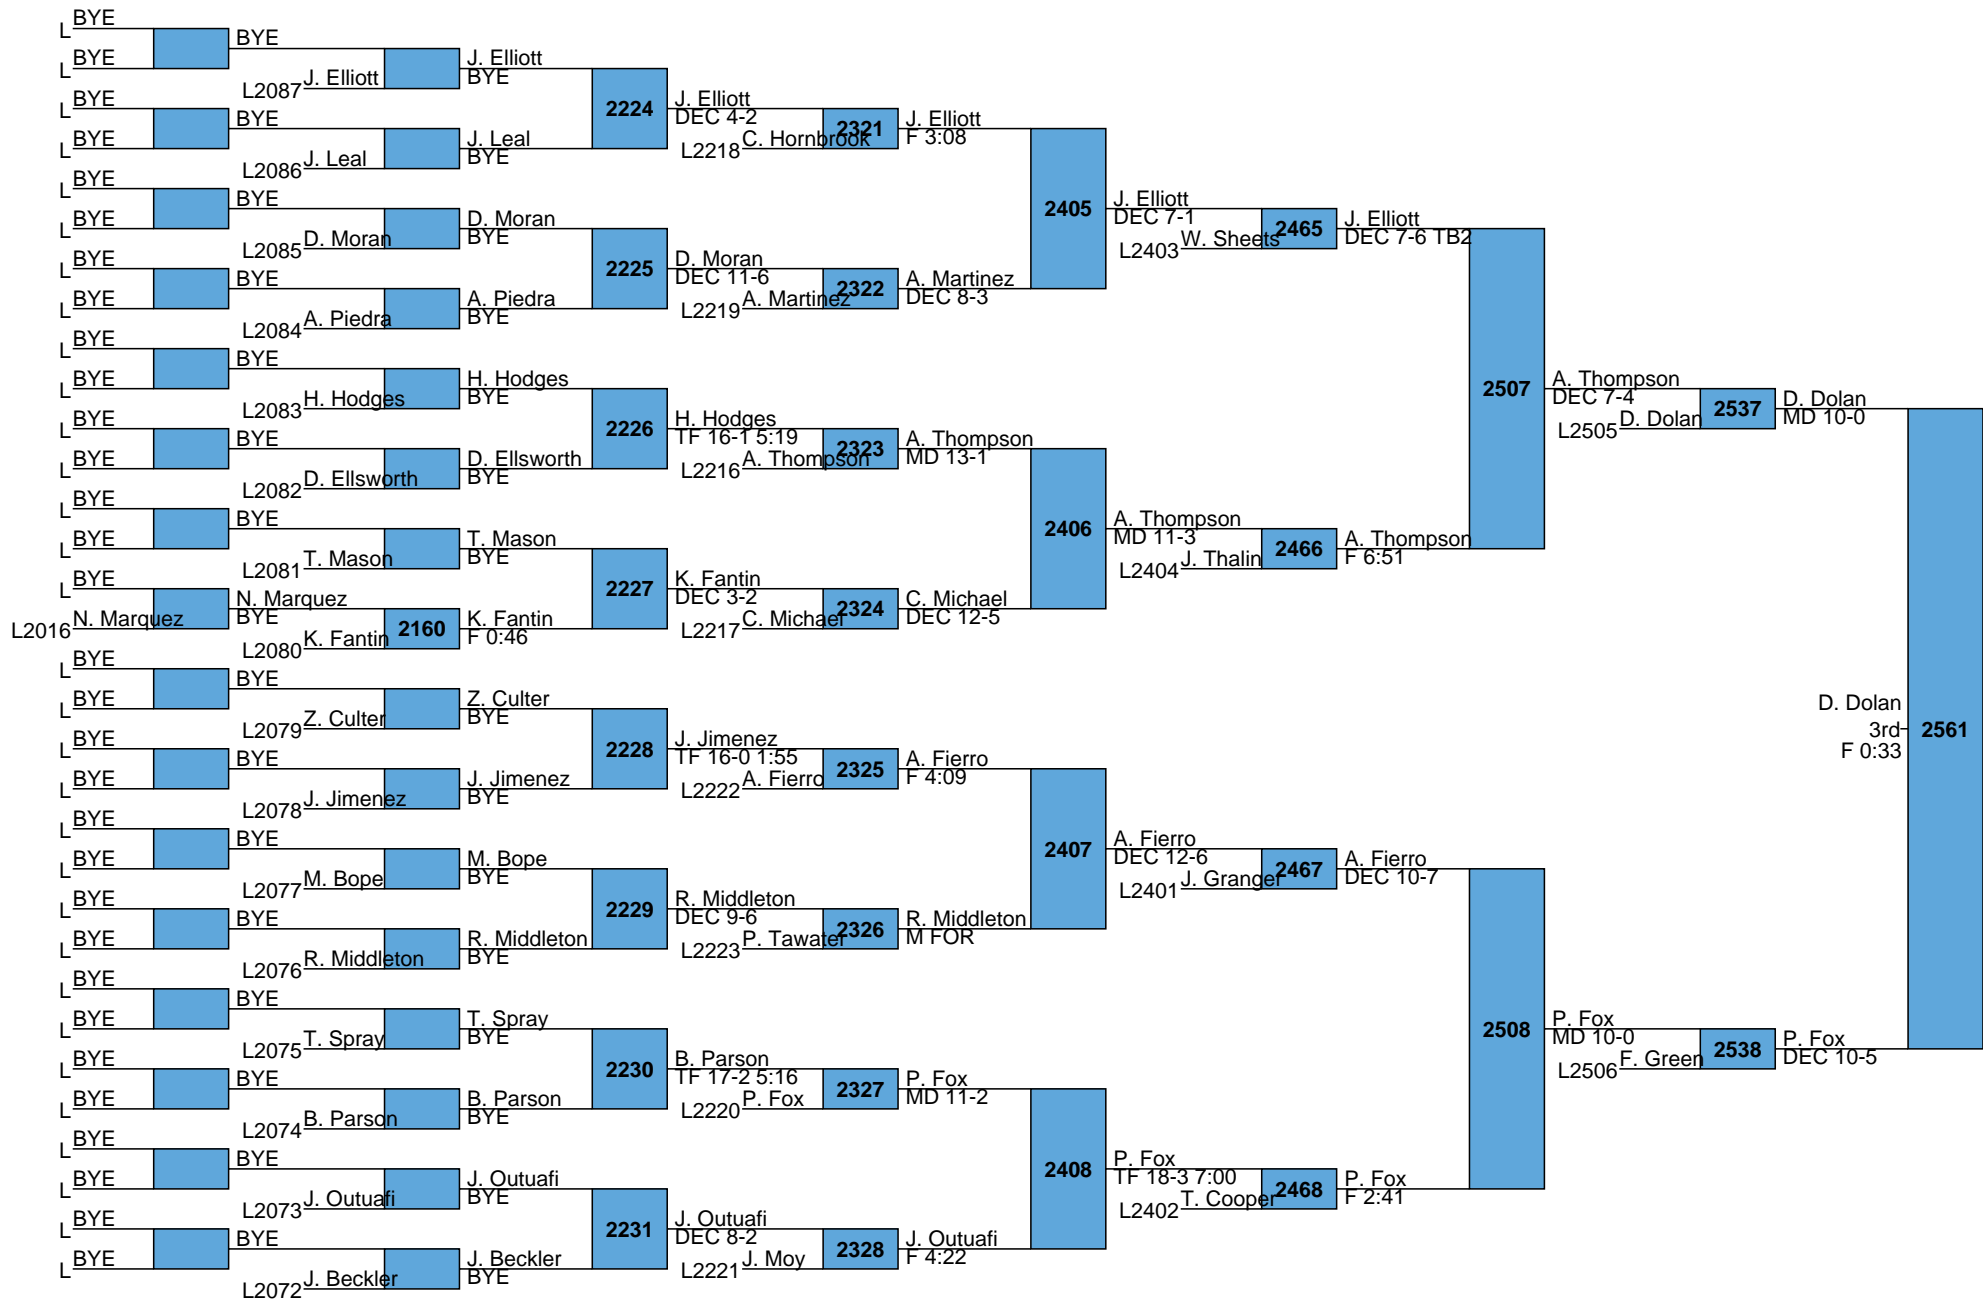 L BYE
L BYE
BYE
L2087 J. Elliott
J. Elliott
BYE
L BYE
L BYE
BYE
L2086 J. Leal
J. Leal
BYE
2224
J. Elliott
DEC 4-2
L2218 C. Hornbrook
2321
J. Elliott
F 3:08
L BYE
L BYE
BYE
L2085 D. Moran
D. Moran
BYE
L BYE
L BYE
BYE
L2084 A. Piedra
A. Piedra
BYE
2225
D. Moran
DEC 11-6
L2219 A. Martinez
2322
A. Martinez
DEC 8-3
2405
J. Elliott
DEC 7-1
L2403 W. Sheets
2465
J. Elliott
DEC 7-6 TB2
L BYE
L BYE
BYE
L2083 H. Hodges
H. Hodges
BYE
L BYE
L BYE
BYE
L2082 D. Ellsworth
D. Ellsworth
BYE
2226
H. Hodges
TF 16-1 5:19
L2216 A. Thompson
2323
A. Thompson
MD 13-1
L BYE
L BYE
BYE
L2081 T. Mason
T. Mason
BYE
L BYE
L2016 N. Marquez
N. Marquez
BYE
L2080 K. Fantin
2160
K. Fantin
F 0:46
2227
K. Fantin
DEC 3-2
L2217 C. Michael
2324
C. Michael
DEC 12-5
2406
A. Thompson
MD 11-3
L2404 J. Thalin
2466
A. Thompson
F 6:51
2507
A. Thompson
DEC 7-4
L2505 D. Dolan
2537
D. Dolan
MD 10-0
L BYE
L BYE
BYE
L2079 Z. Culter
Z. Culter
BYE
L BYE
L BYE
BYE
L2078 J. Jimenez
J. Jimenez
BYE
2228
J. Jimenez
TF 16-0 1:55
L2222 A. Fierro
2325
A. Fierro
F 4:09
L BYE
L BYE
BYE
L2077 M. Bope
M. Bope
BYE
L BYE
L BYE
BYE
L2076 R. Middleton
R. Middleton
BYE
2229
R. Middleton
DEC 9-6
L2223 P. Tawater
2326
R. Middleton
M FOR
2407
A. Fierro
DEC 12-6
L2401 J. Granger
2467
A. Fierro
DEC 10-7
L BYE
L BYE
BYE
L2075 T. Spray
T. Spray
BYE
L BYE
L BYE
BYE
L2074 B. Parson
B. Parson
BYE
2230
B. Parson
TF 17-2 5:16
L2220 P. Fox
2327
P. Fox
MD 11-2
L BYE
L BYE
BYE
L2073 J. Outuafi
J. Outuafi
BYE
L BYE
L BYE
BYE
L2072 J. Beckler
J. Beckler
BYE
2231
J. Outuafi
DEC 8-2
L2221 J. Moy
2328
J. Outuafi
F 4:22
2408
P. Fox
TF 18-3 7:00
L2402 T. Cooper
2468
P. Fox
F 2:41
2508
P. Fox
MD 10-0
L2506 F. Green
2538
P. Fox
DEC 10-5
D. Dolan
3rd
F 0:33
2561